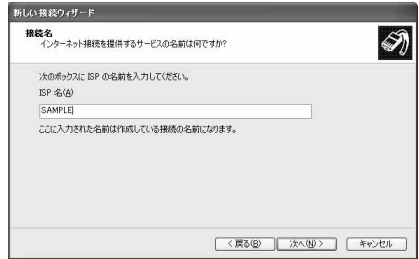 新しい接続ウィザード
接続名
インターネット接続を提供するサービスの名前は何ですか?
次のボックスに ISP の名前を入力してください。
ISP 名(A)
SAMPLE
ここに入力された名前は作成している接続の名前になります。
< 戻る(B) 次へ(N) > キャンセル